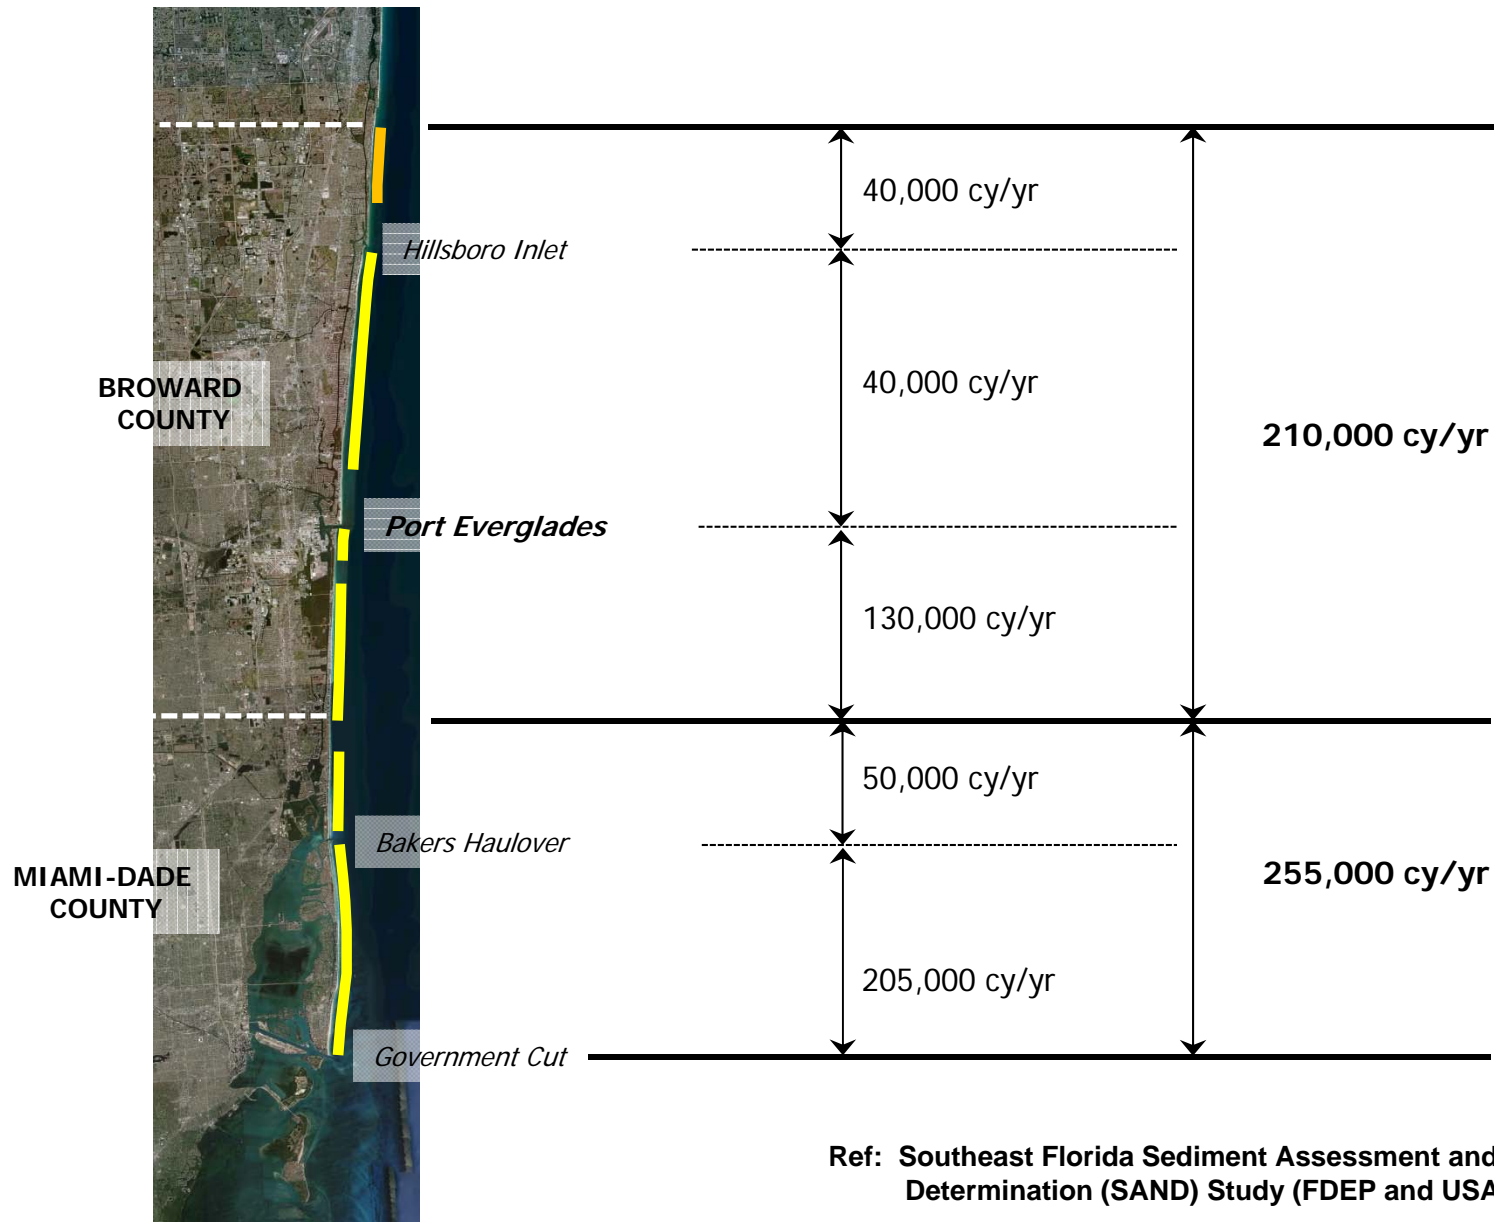 40,000 cy/yr
Hillsboro Inlet
BROWARD
COUNTY
40,000 cy/yr
210,000 cy/yr
Port Everglades
130,000 cy/yr
50,000 cy/yr
Bakers Haulover
MIAMI-DADE
COUNTY
255,000 cy/yr
205,000 cy/yr
Government Cut
Ref: Southeast Florida Sediment Assessment and
Determination (SAND) Study (FDEP and USA